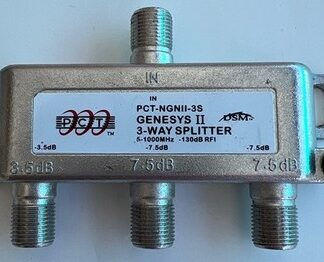 IN
IN
PCT-NGNII-3S
PCT TM
GENESYS II
DSM
3-WAY SPLITTER
5-1000MHz -130dB RFI
-3.5dB -7.5dB -7.5dB
3.5dB 7.5dB 7.5dB